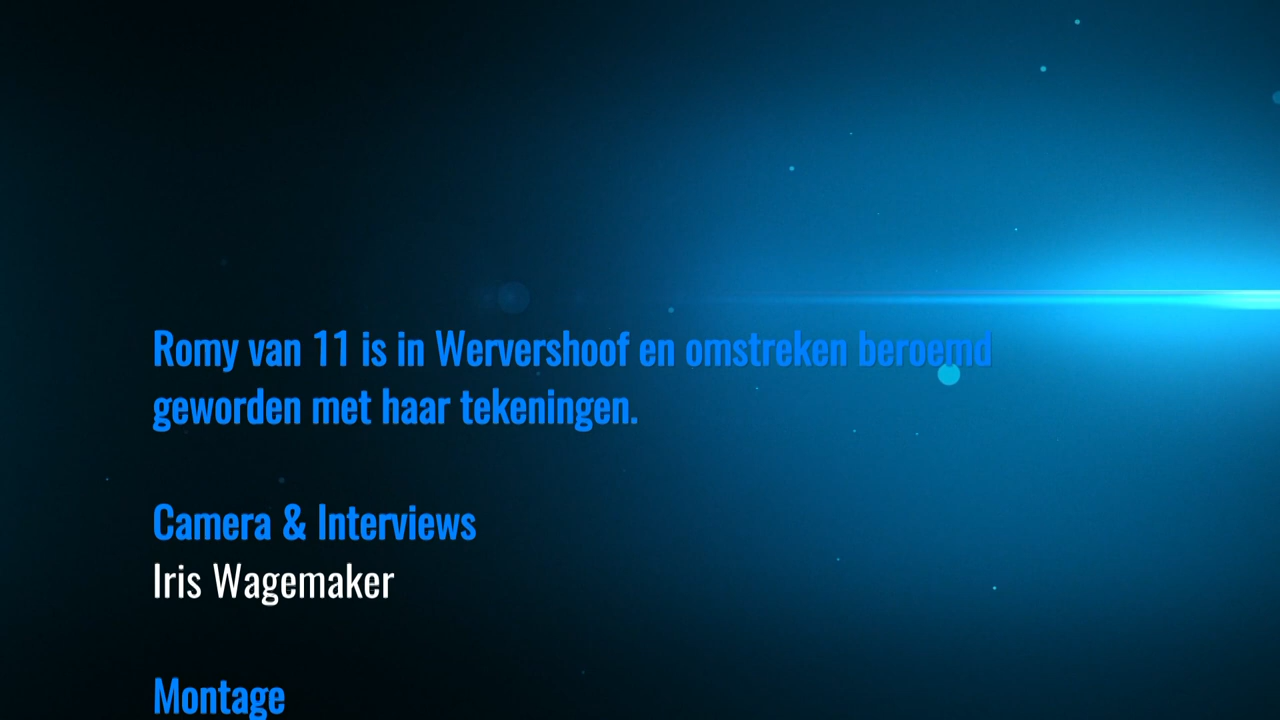 Romy van 11 is in Wervershoof en omstreken beroemd
geworden met haar tekeningen.
Camera & Interviews
Iris Wagemaker
Montage